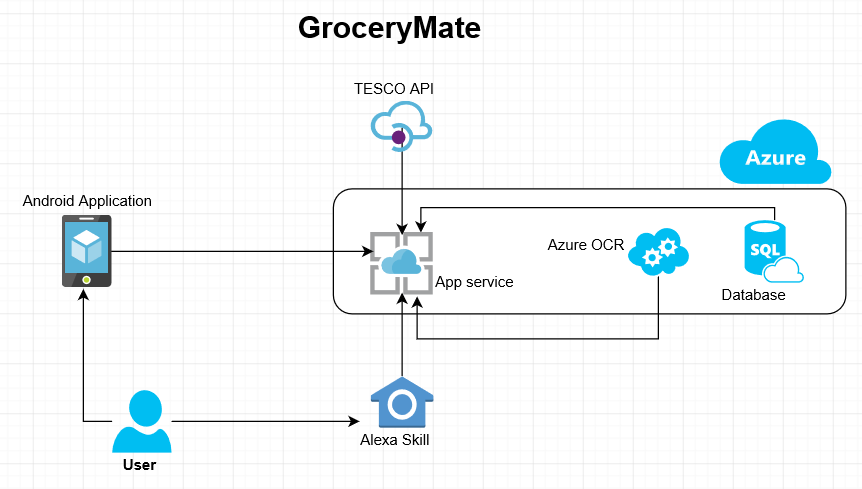 GroceryMate
TESCO API
Azure
Android Application
Azure OCR
SQL
App service
Database
Alexa Skill
User